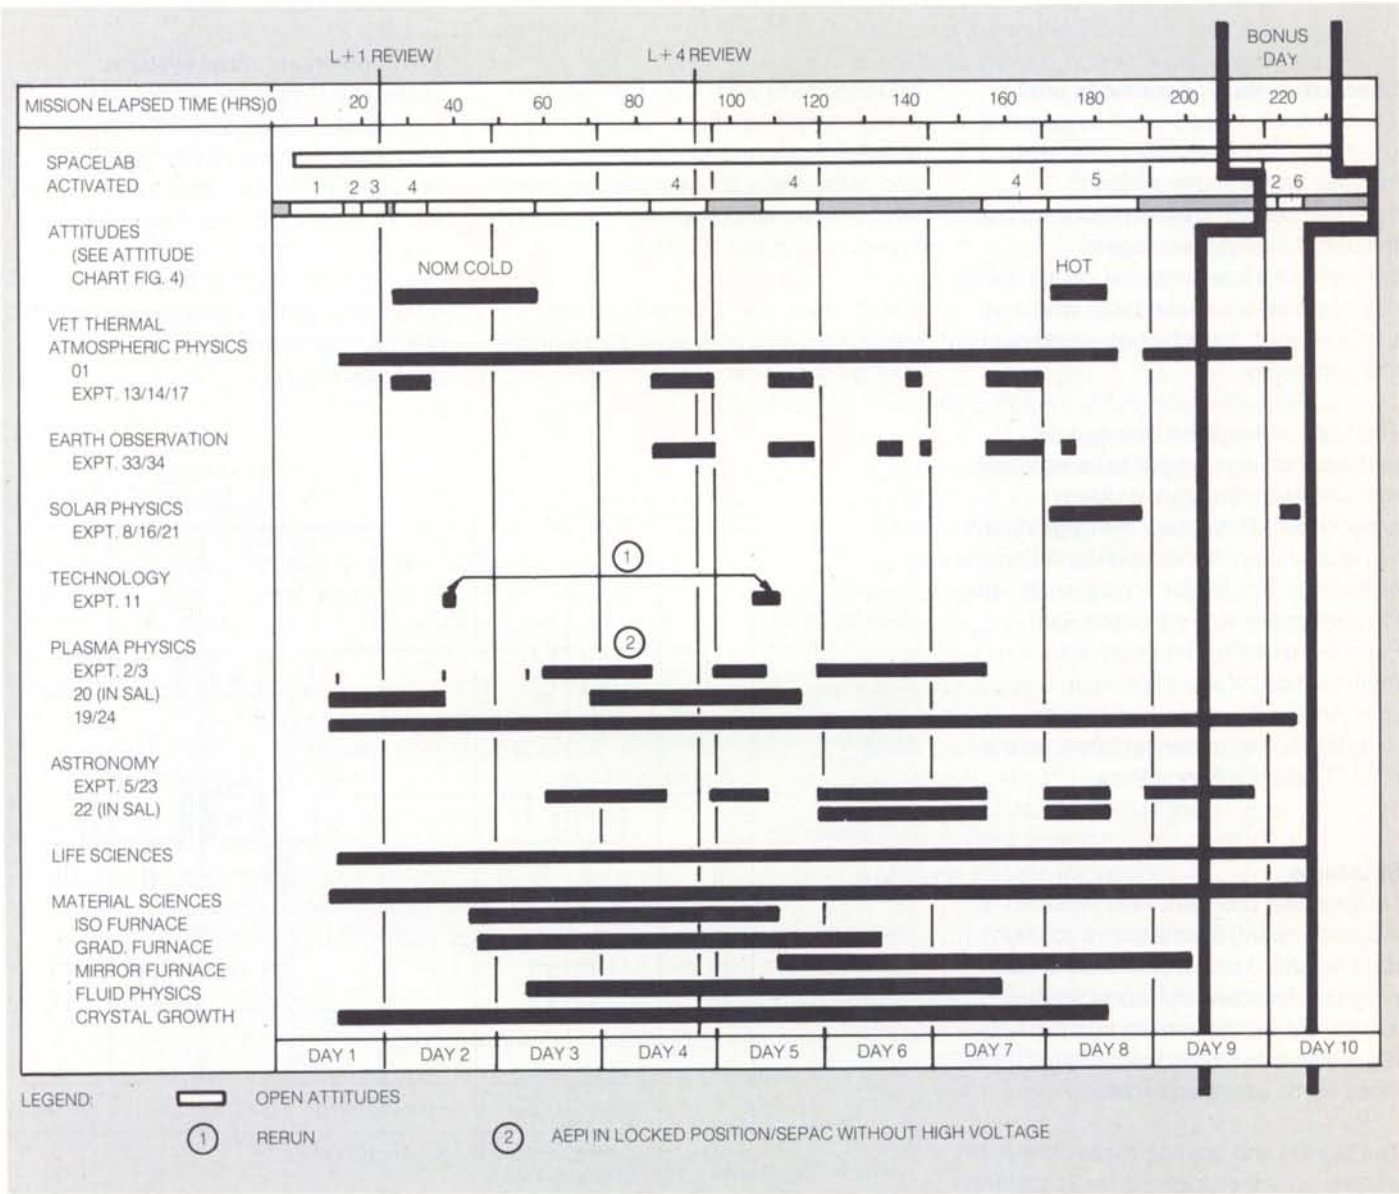 L+1 REVIEW
L+4 REVIEW
BONUS
DAY
MISSION ELAPSED TIME (HRS) 0 20 40 60 80 100 120 140 160 180 200 220
SPACELAB
ACTIVATED
1 2 3 4 4 4 4 5 2 6
ATTITUDES
(SEE ATTITUDE
CHART FIG. 4)
NOM COLD
HOT
VFT THERMAL
ATMOSPHERIC PHYSICS
01
EXPT. 13/14/17
EARTH OBSERVATION
EXPT. 33/34
SOLAR PHYSICS
EXPT. 8/16/21
1
TECHNOLOGY
EXPT. 11
2
PLASMA PHYSICS
EXPT. 2/3
20 (IN SAL)
19/24
ASTRONOMY
EXPT. 5/23
22 (IN SAL)
LIFE SCIENCES
MATERIAL SCIENCES
ISO FURNACE
GRAD. FURNACE
MIRROR FURNACE
FLUID PHYSICS
CRYSTAL GROWTH
DAY 1 DAY 2 DAY 3 DAY 4 DAY 5 DAY 6 DAY 7 DAY 8 DAY 9 DAY 10
LEGEND: OPEN ATTITUDES
1 RERUN 2 AEPI IN LOCKED POSITION/SEPAC WITHOUT HIGH VOLTAGE